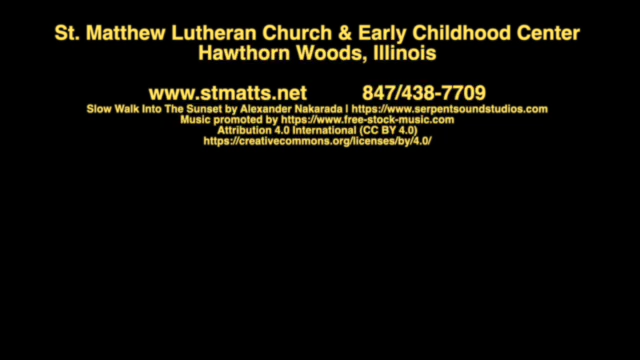 St. Matthew Lutheran Church & Early Childhood Center
Hawthorn Woods, Illinois
www.stmatts.net 847/438-7709
Slow Walk Into The Sunset by Alexander Nakarada | https://www.serpentsoundstudios.com
Music promoted by https://www.free-stock-music.com
Attribution 4.0 International (CC BY 4.0)
https://creativecommons.org/licenses/by/4.0/